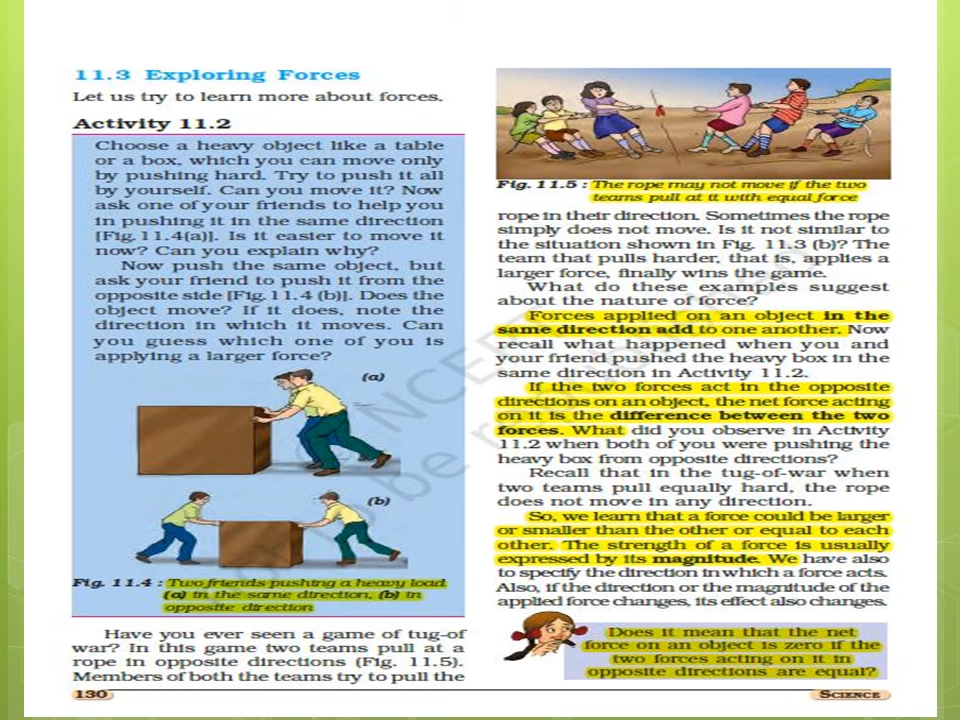 11.3 Exploring Forces
Let us try to learn more about forces.
Activity 11.2
Choose a heavy object like a table
or a box, which you can move only
by pushing hard. Try to push it all
by yourself. Can you move it? Now
ask one of your friends to help you
in pushing it in the same direction
[Fig.11.4(a)]. Is it easier to move it
now? Can you explain why?
Now push the same object, but
ask your friend to push it from the
opposite side [Fig.11.4 (b)]. Does the
object move? If it does, note the
direction in which it moves. Can
you guess which one of you is
applying a larger force?
(a)
(b)
Fig. 11.4 : Two friends pushing a heavy load
(a) in the same direction, (b) in
opposite direction
Have you ever seen a game of tug-of
war? In this game two teams pull at a
rope in opposite directions (Fig. 11.5).
Members of both the teams try to pull the
Fig. 11.5 : The rope may not move if the two
teams pull at it with equal force
rope in their direction. Sometimes the rope
simply does not move. Is it not similar to
the situation shown in Fig. 11.3 (b)? The
team that pulls harder, that is, applies a
larger force, finally wins the game.
What do these examples suggest
about the nature of force?
Forces applied on an object in the
same direction add to one another. Now
recall what happened when you and
your friend pushed the heavy box in the
same direction in Activity 11.2.
If the two forces act in the opposite
directions on an object, the net force acting
on it is the difference between the two
forces. What did you observe in Activity
11.2 when both of you were pushing the
heavy box from opposite directions?
Recall that in the tug-of-war when
two teams pull equally hard, the rope
does not move in any direction.
So, we learn that a force could be larger
or smaller than the other or equal to each
other. The strength of a force is usually
expressed by its magnitude. We have also
to specify the direction in which a force acts.
Also, if the direction or the magnitude of the
applied force changes, its effect also changes.
Does it mean that the net
force on an object is zero if the
two forces acting on it in
opposite directions are equal?
130
SCIENCE